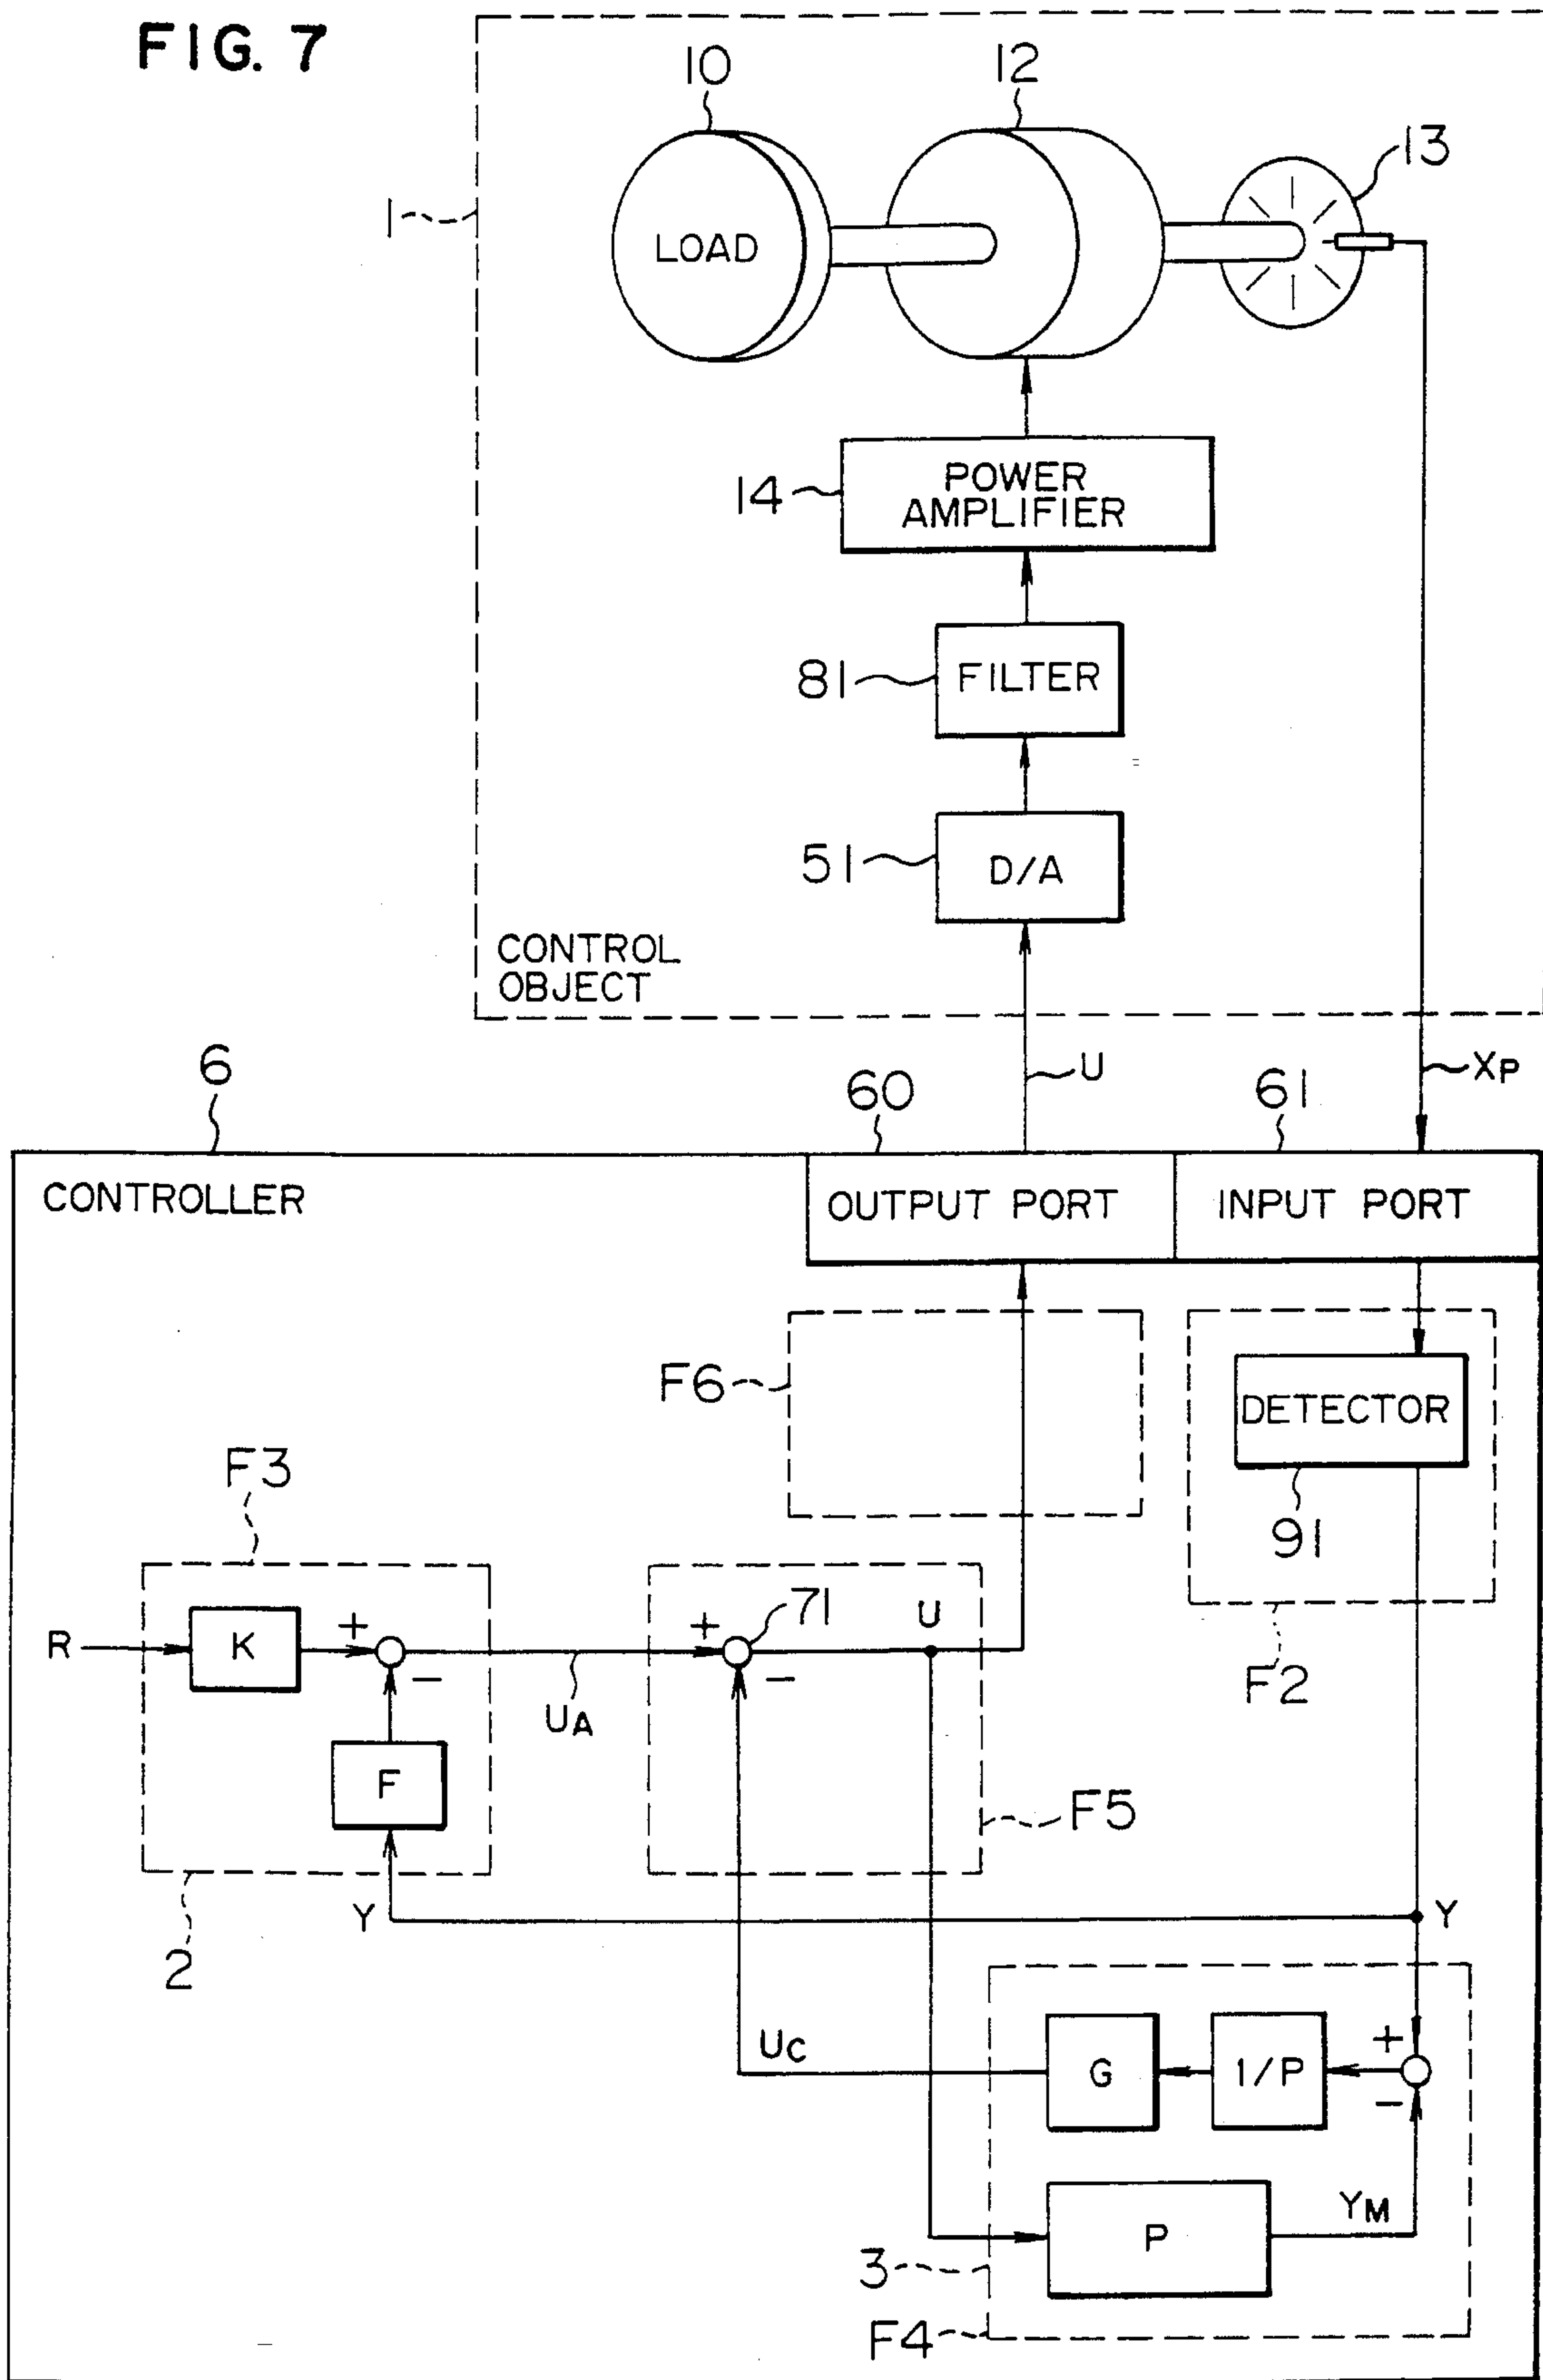 FIG. 7
10
12
13
1
LOAD
14
POWER
AMPLIFIER
81
FILTER
51
D/A
CONTROL
OBJECT
6
60
U
61
XP
CONTROLLER
OUTPUT PORT
INPUT PORT
F6
DETECTOR
F3
91
R
K
+
−
+
71
−
U
F2
UA
F
F5
Y
Y
2
UC
G
1/P
+
−
P
YM
3
F4